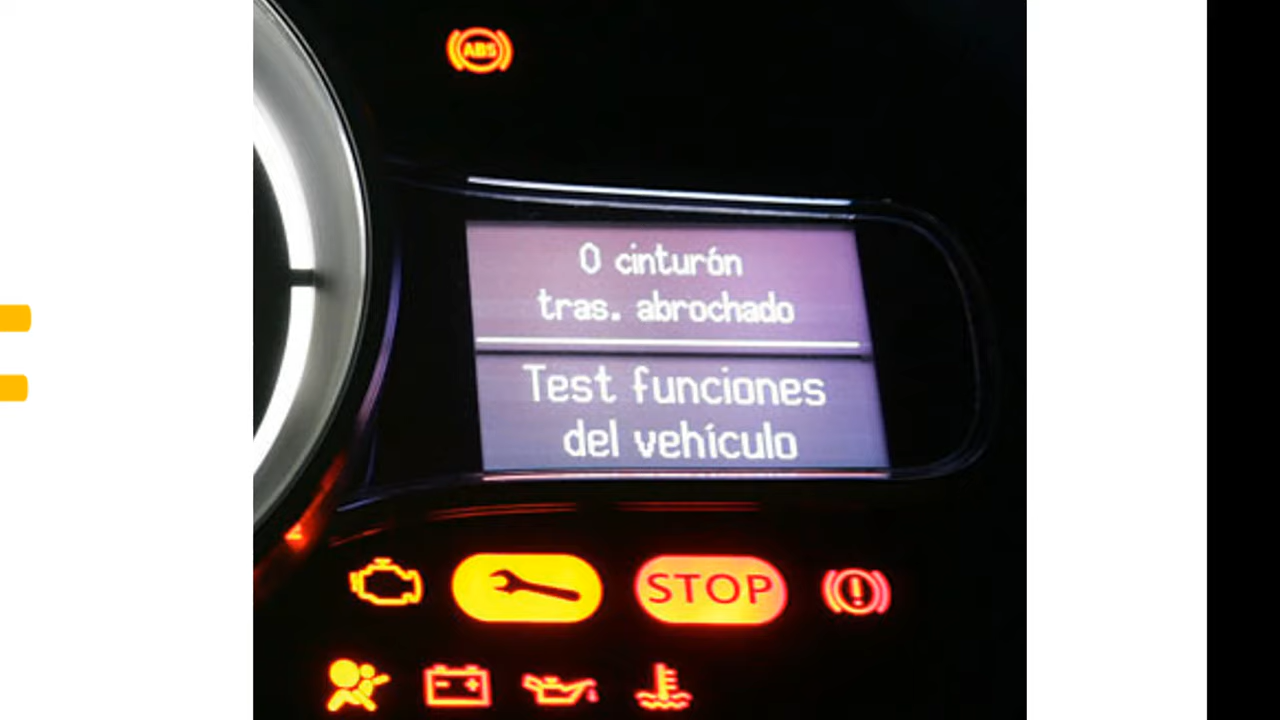 ABS
0 cinturón
tras. abrochado
Test funciones
del vehículo
STOP